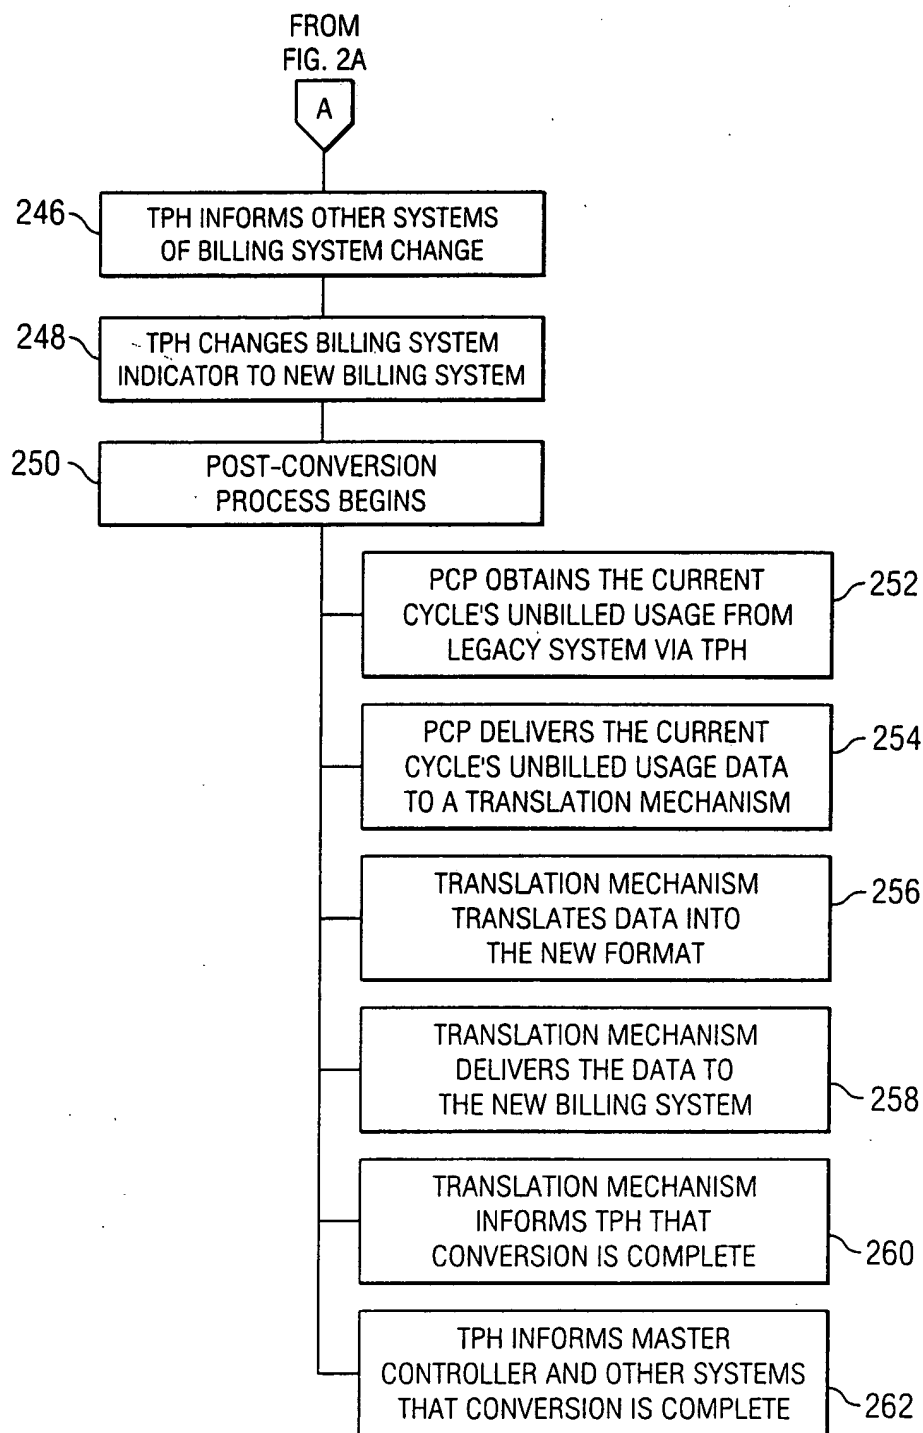 FROM
FIG. 2A
A
246
TPH INFORMS OTHER SYSTEMS
OF BILLING SYSTEM CHANGE
248
TPH CHANGES BILLING SYSTEM
INDICATOR TO NEW BILLING SYSTEM
250
POST-CONVERSION
PROCESS BEGINS
PCP OBTAINS THE CURRENT
CYCLE'S UNBILLED USAGE FROM
LEGACY SYSTEM VIA TPH
252
PCP DELIVERS THE CURRENT
CYCLE'S UNBILLED USAGE DATA
TO A TRANSLATION MECHANISM
254
TRANSLATION MECHANISM
TRANSLATES DATA INTO
THE NEW FORMAT
256
TRANSLATION MECHANISM
DELIVERS THE DATA TO
THE NEW BILLING SYSTEM
258
TRANSLATION MECHANISM
INFORMS TPH THAT
CONVERSION IS COMPLETE
260
TPH INFORMS MASTER
CONTROLLER AND OTHER SYSTEMS
THAT CONVERSION IS COMPLETE
262